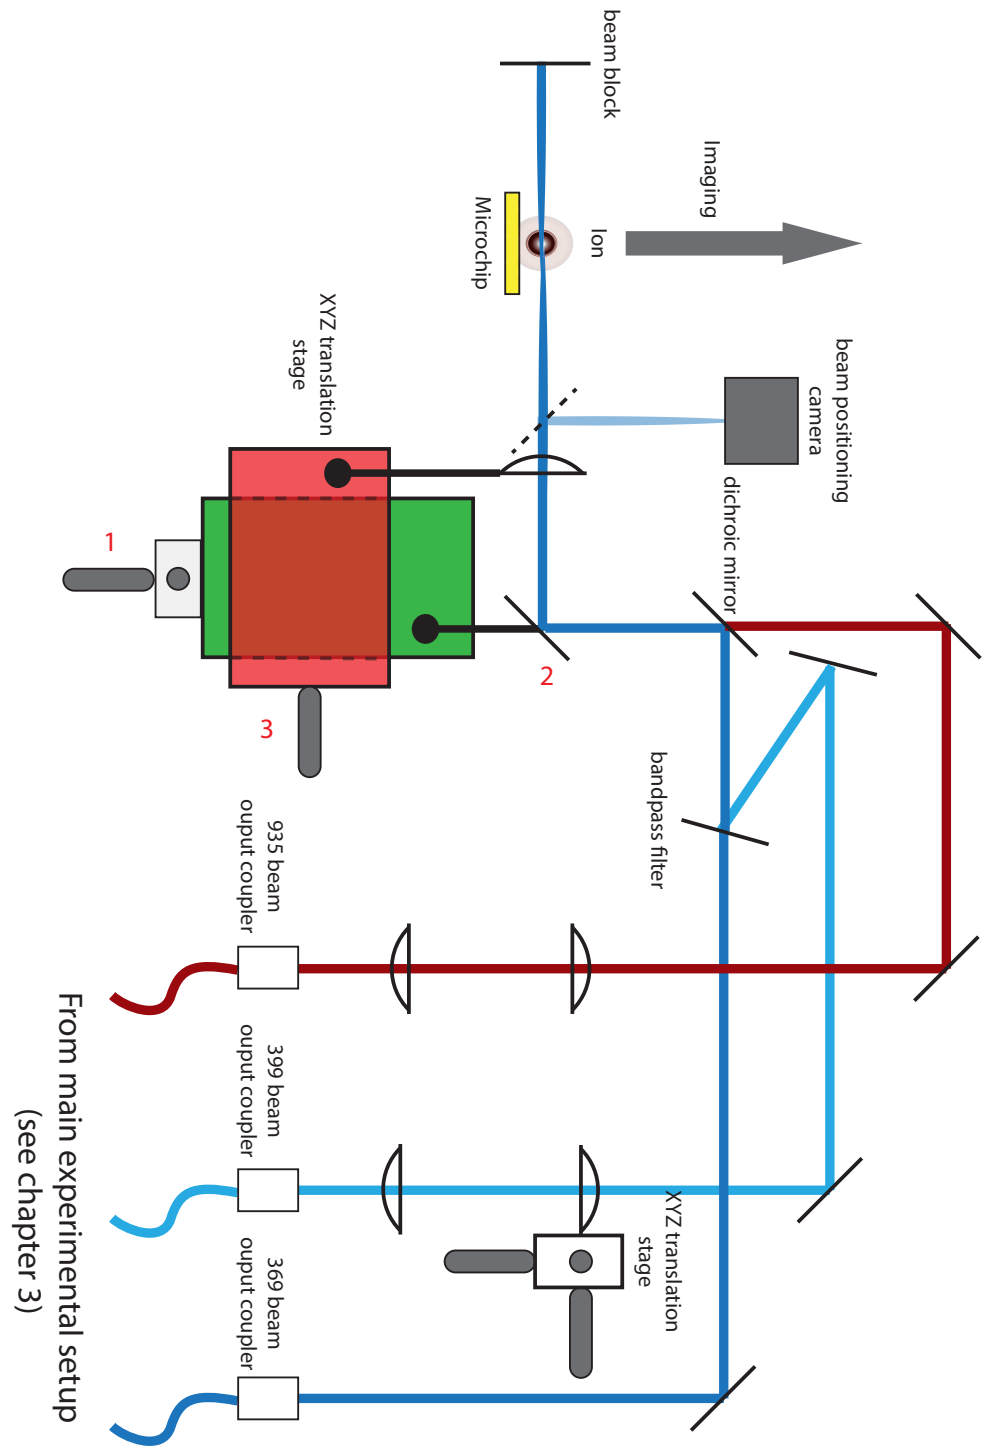 beam positioning
camera
dichroic mirror
Imaging
XYZ translation
stage
bandpass filter
beam block
Ion
2
Microchip
XYZ translation
stage
3
935 beam
ouput coupler
399 beam
ouput coupler
369 beam
ouput coupler
1
From main experimental setup
(see chapter 3)